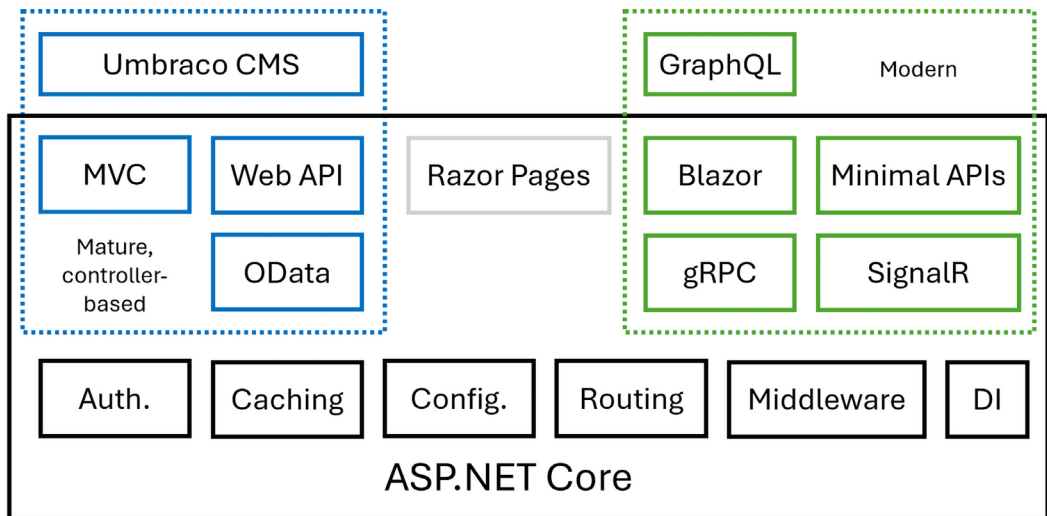 Umbraco CMS
GraphQL
Modern
MVC
Web API
Razor Pages
Blazor
Minimal APIs
Mature,
controller-
based
OData
gRPC
SignalR
Auth.
Caching
Config.
Routing
Middleware
DI
ASP.NET Core